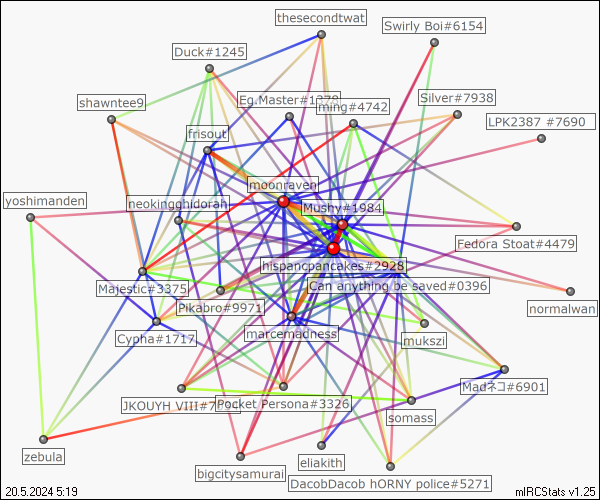 thesecondtwat
Swirly Boi#6154
Duck#1245
shawntee9
Eg.Master#1378
ming#4742
Silver#7938
LPK2387 #7690
frisout
moonraven
yoshimanden
neokingghidorah
Mushy#1984
Fedora Stoat#4479
hispancpancakes#2928
Majestic#3375
Can anything be saved#0396
Pikabro#9971
normalwan
Cypha#1717
marcemadness
mukszi
Madネコ#6901
JKOUYH VIII
Pocket Persona#3326
somass
zebula
bigcitysamurai
eliakith
DacobDacob hORNY police#5271
20.5.2024 5:19
mIRCStats v1.25